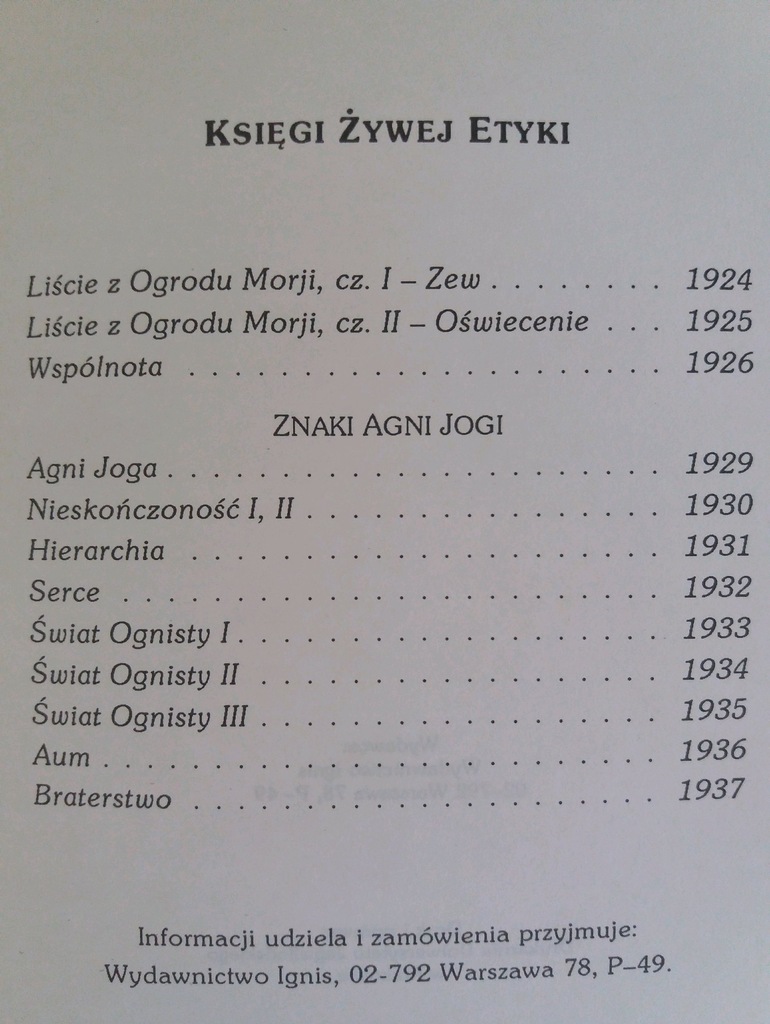 KSIĘGI ŻYWEJ ETYKI
Liście z Ogrodu Morji, cz. I – Zew . . . . . . . . 1924
Liście z Ogrodu Morji, cz. II – Oświecenie . . . 1925
Wspólnota . . . . . . . . . . . . . . . . . . . . . 1926
ZNAKI AGNI JOGI
Agni Joga . . . . . . . . . . . . . . . . . . . . . . 1929
Nieskończoność I, II . . . . . . . . . . . . . . . . 1930
Hierarchia . . . . . . . . . . . . . . . . . . . . . 1931
Serce . . . . . . . . . . . . . . . . . . . . . . . . 1932
Świat Ognisty I . . . . . . . . . . . . . . . . . . . 1933
Świat Ognisty II . . . . . . . . . . . . . . . . . . 1934
Świat Ognisty III . . . . . . . . . . . . . . . . . . 1935
Aum . . . . . . . . . . . . . . . . . . . . . . . . . 1936
Braterstwo . . . . . . . . . . . . . . . . . . . . . 1937
Informacji udziela i zamówienia przyjmuje:
Wydawnictwo Ignis, 02-792 Warszawa 78, P–49.